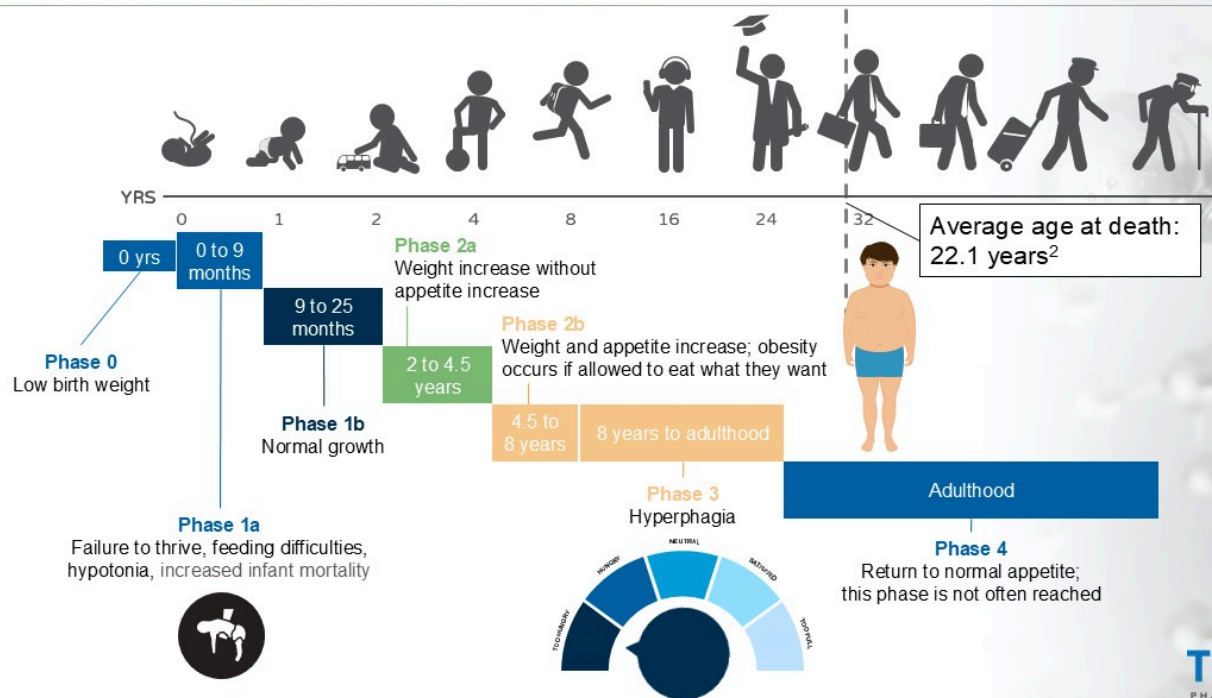 YRS
0
1
2
4
8
16
24
32
Average age at death:
22.1 years²
0 yrs
0 to 9
months
9 to 25
months
2 to 4.5
years
4.5 to
8 years
8 years to adulthood
Adulthood
Phase 0
Low birth weight
Phase 1a
Failure to thrive, feeding difficulties,
hypotonia, increased infant mortality
Phase 1b
Normal growth
Phase 2a
Weight increase without
appetite increase
Phase 2b
Weight and appetite increase; obesity
occurs if allowed to eat what they want
Phase 3
Hyperphagia
TOO HUNGRY
HUNGRY
NEUTRAL
SATISFIED
TOO FULL
Phase 4
Return to normal appetite;
this phase is not often reached